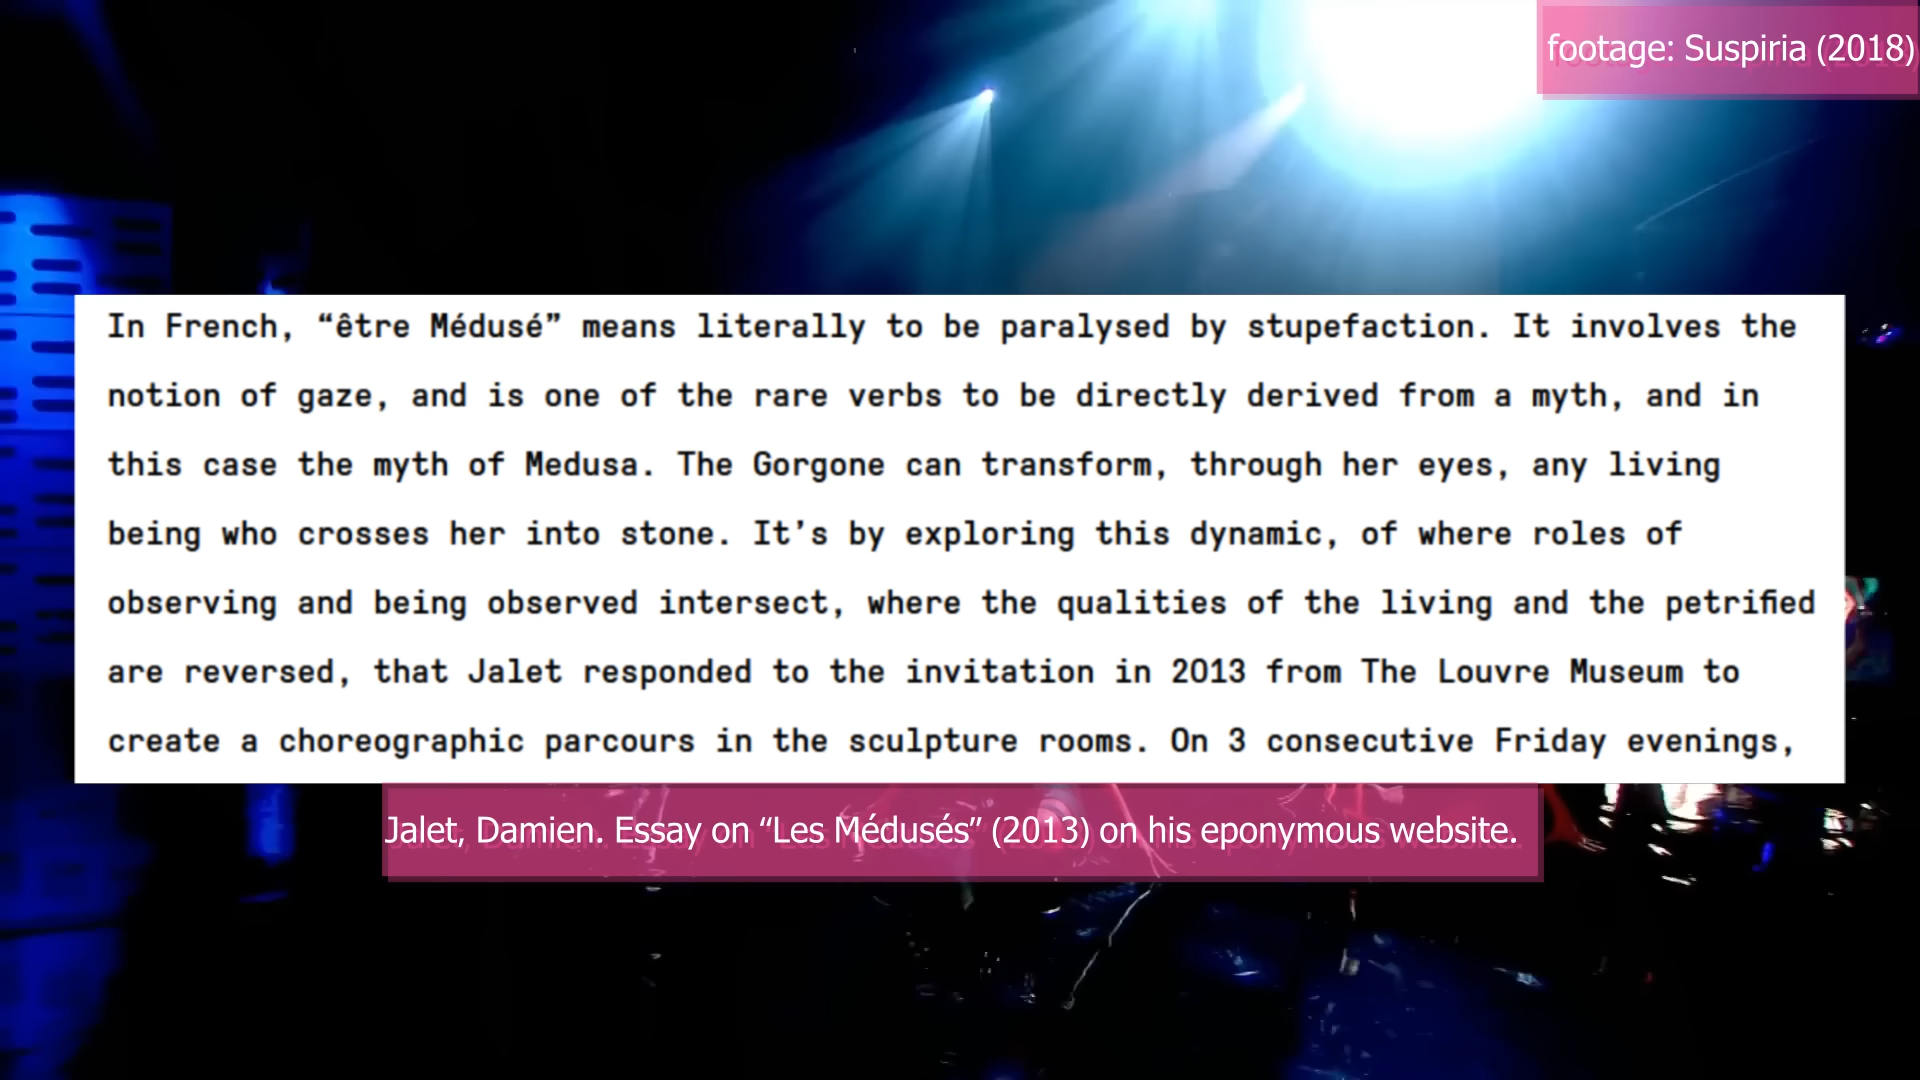 footage: Suspiria (2018)
In French, “être Médusé” means literally to be paralysed by stupefaction. It involves the
notion of gaze, and is one of the rare verbs to be directly derived from a myth, and in
this case the myth of Medusa. The Gorgone can transform, through her eyes, any living
being who crosses her into stone. It’s by exploring this dynamic, of where roles of
observing and being observed intersect, where the qualities of the living and the petrified
are reversed, that Jalet responded to the invitation in 2013 from The Louvre Museum to
create a choreographic parcours in the sculpture rooms. On 3 consecutive Friday evenings,
Jalet, Damien. Essay on “Les Médusés” (2013) on his eponymous website.